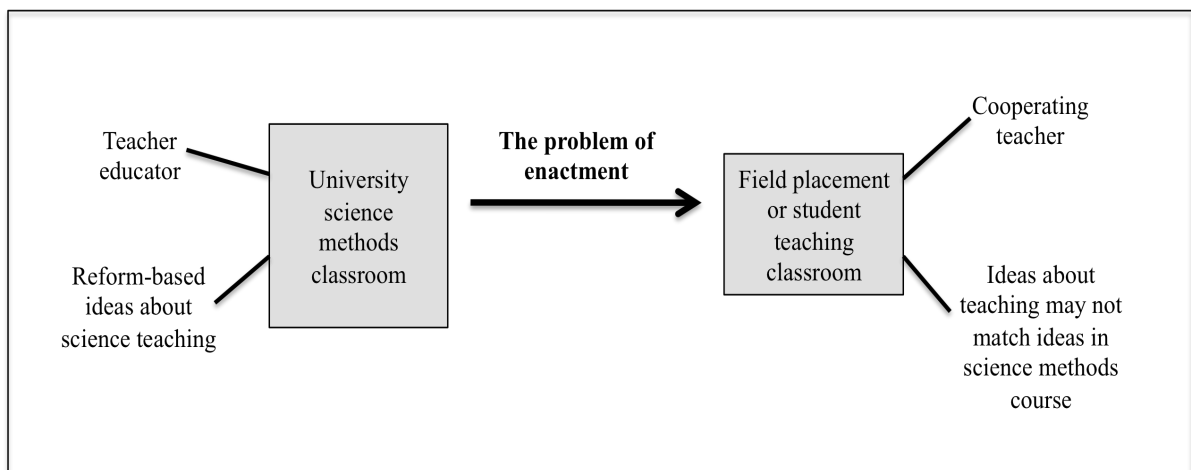 Teacher
educator
Reform-based
ideas about
science teaching
University
science
methods
classroom
The problem of
enactment
Field placement
or student
teaching
classroom
Cooperating
teacher
Ideas about
teaching may not
match ideas in
science methods
course